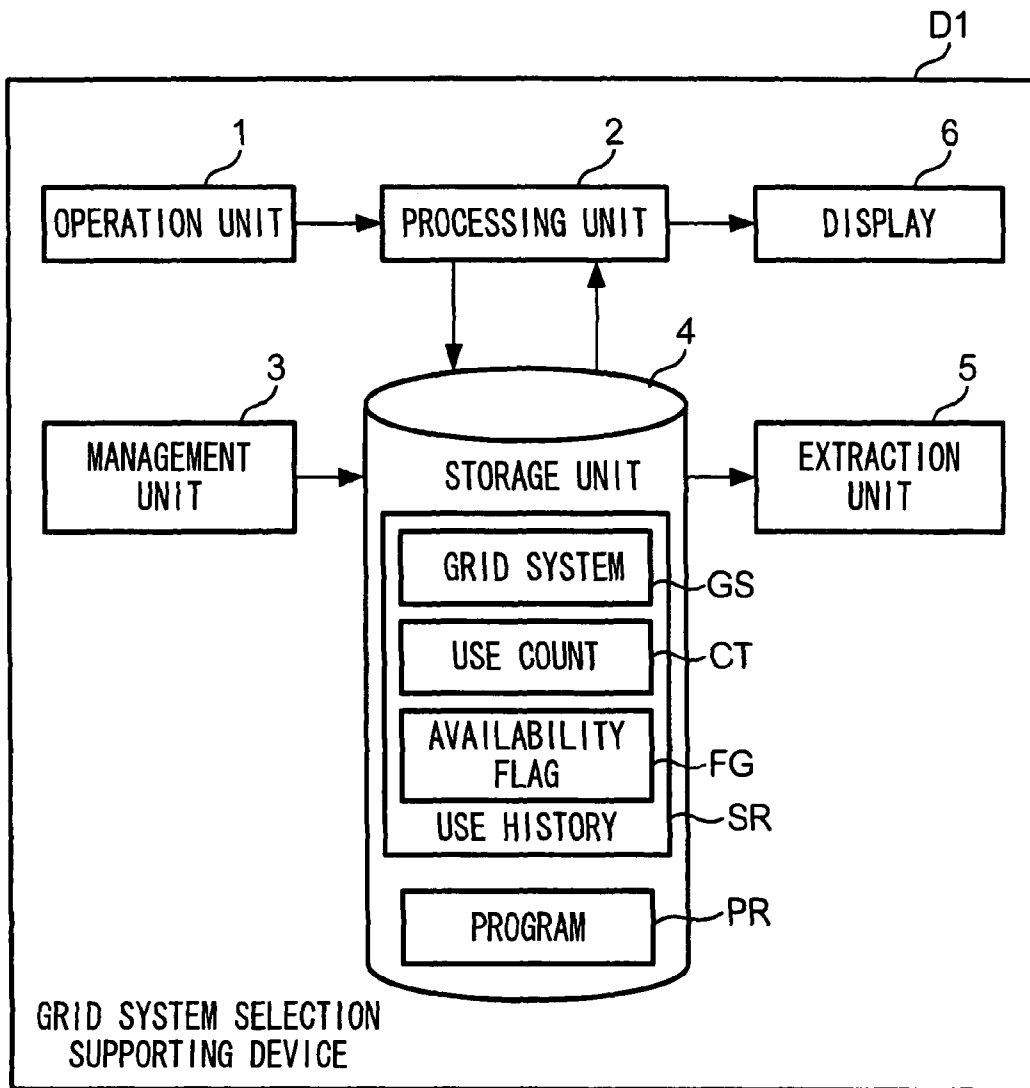 D1
1
2
6
OPERATION UNIT
PROCESSING UNIT
DISPLAY
3
4
5
MANAGEMENT
UNIT
STORAGE UNIT
EXTRACTION
UNIT
GRID SYSTEM
GS
USE COUNT
CT
AVAILABILITY
FLAG
FG
USE HISTORY
SR
PROGRAM
PR
GRID SYSTEM SELECTION
SUPPORTING DEVICE